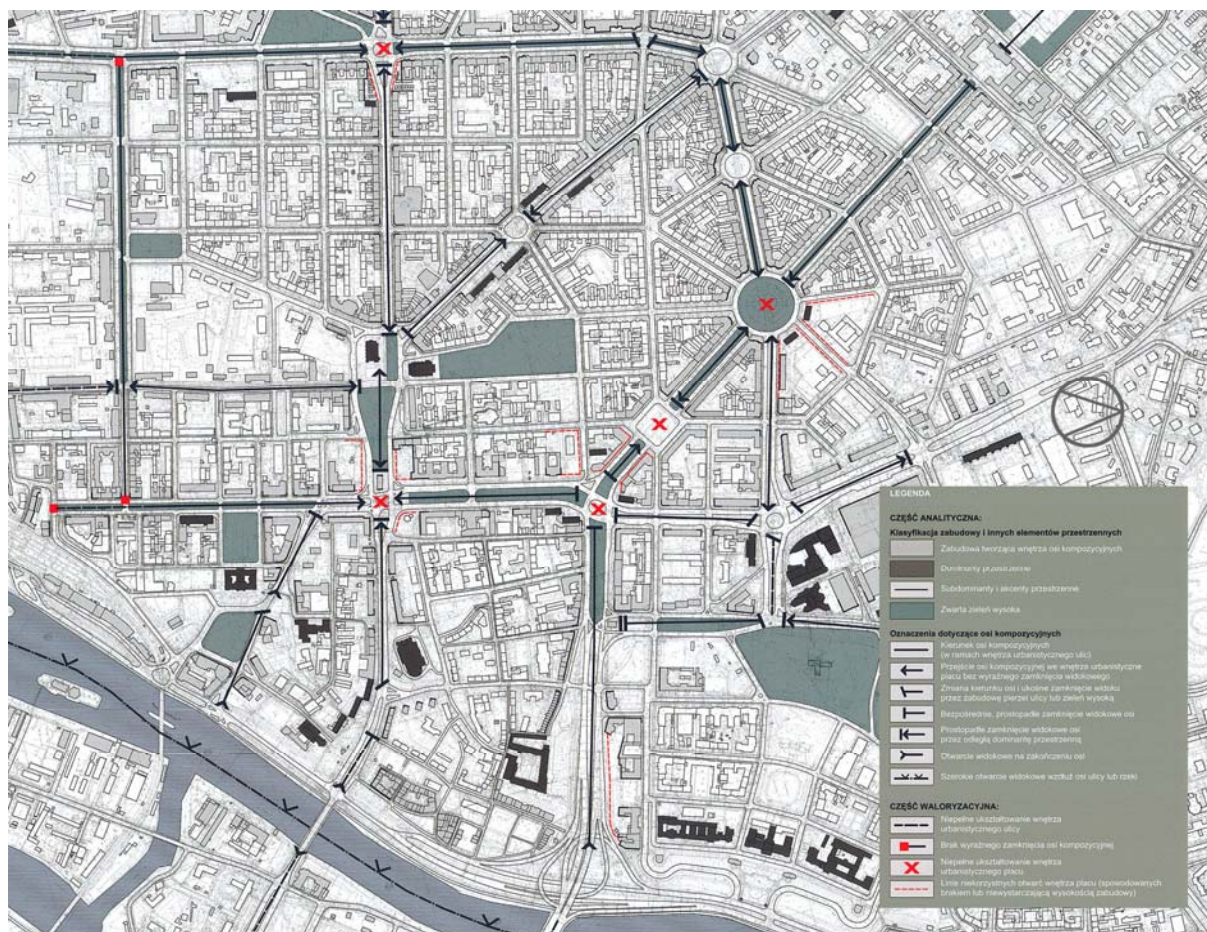 LEGENDA
CZĘŚĆ ANALITYCZNA:
Klasyfikacja zabudowy i innych elementów przestrzennych
Zabudowa tworząca wnętrza osi kompozycyjnych
Dominanty przestrzenne
Subdominanty i akcenty przestrzenne
Zwarta zieleń wysoka
Oznaczenia dotyczące osi kompozycyjnych
Kierunek osi kompozycyjnych
(w ramach wnętrza urbanistycznego ulic)
Przejście osi kompozycyjnej we wnętrze urbanistyczne
placu bez wyraźnego zamknięcia widokowego
Zmiana kierunku osi i ukośne zamknięcie widoku
przez zabudowę pierzei ulicy lub zieleń wysoką
Bezpośrednie, prostopadłe zamknięcie widokowe osi
Prostopadłe zamknięcie widokowe osi
przez odległą dominantę przestrzenną
Otwarcie widokowe na zakończeniu osi
Szerokie otwarcie widokowe wzdłuż osi ulicy lub rzeki
CZĘŚĆ WALORYZACYJNA:
Niepełne ukształtowanie wnętrza
urbanistycznego ulicy
Brak wyraźnego zamknięcia osi kompozycyjnej
Niepełne ukształtowanie wnętrza
urbanistycznego placu
Linie niekorzystnych otwarć wnętrza placu (spowodowanych
brakiem lub niewystarczającą wysokością zabudowy)